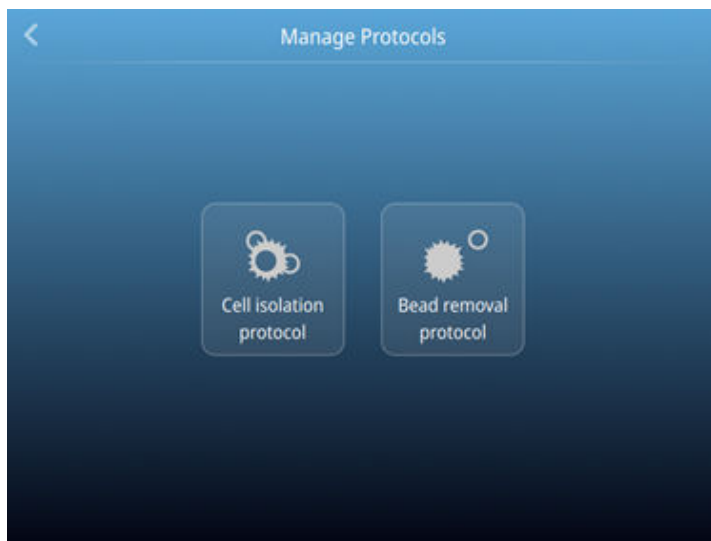 Manage Protocols
Cell isolation
protocol
Bead removal
protocol